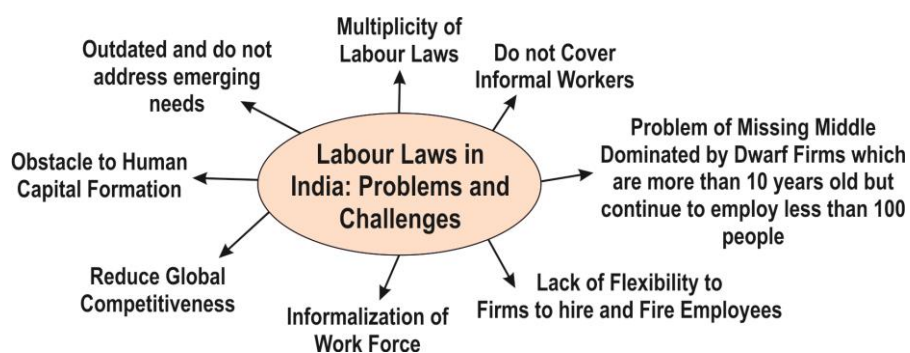 Multiplicity of
Labour Laws
Outdated and do not
address emerging
needs
Do not Cover
Informal Workers
Labour Laws in
India: Problems and
Challenges
Problem of Missing Middle
Dominated by Dwarf Firms which
are more than 10 years old but
continue to employ less than 100
people
Obstacle to Human
Capital Formation
Reduce Global
Competitiveness
Informalization of
Work Force
Lack of Flexibility to
Firms to hire and Fire Employees